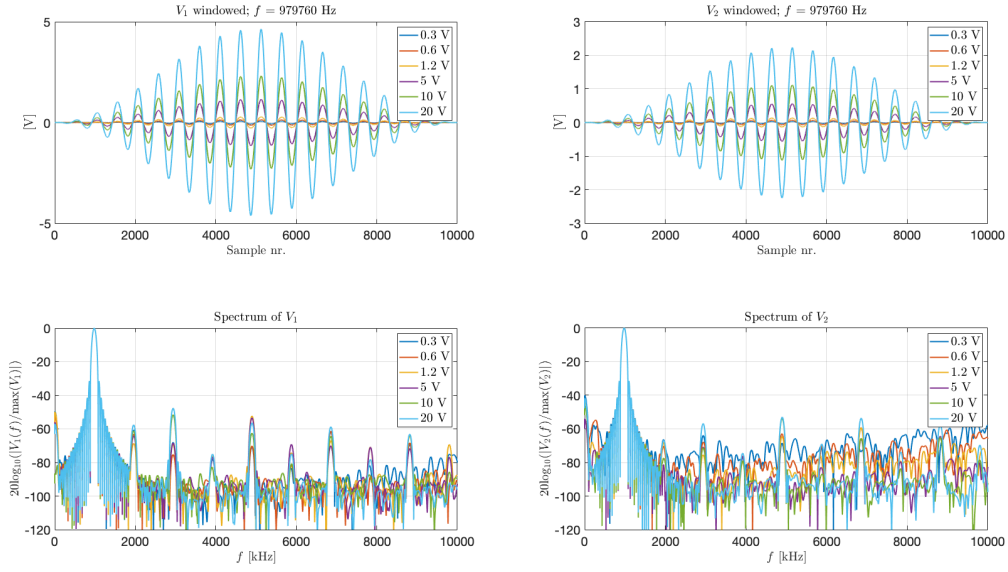 V₁ windowed; f = 979760 Hz
5
0
-5
[V]
0 2000 4000 6000 8000 10000
Sample nr.
0.3 V
0.6 V
1.2 V
5 V
10 V
20 V
V₂ windowed; f = 979760 Hz
3
2
1
0
-1
-2
-3
[V]
0 2000 4000 6000 8000 10000
Sample nr.
0.3 V
0.6 V
1.2 V
5 V
10 V
20 V
Spectrum of V₁
0
-20
-40
-60
-80
-100
-120
20log₁₀(|V₁(f)/max(V₁)|)
0 2000 4000 6000 8000 10000
f [kHz]
0.3 V
0.6 V
1.2 V
5 V
10 V
20 V
Spectrum of V₂
0
-20
-40
-60
-80
-100
-120
20log₁₀(|V₂(f)/max(V₂)|)
0 2000 4000 6000 8000 10000
f [kHz]
0.3 V
0.6 V
1.2 V
5 V
10 V
20 V